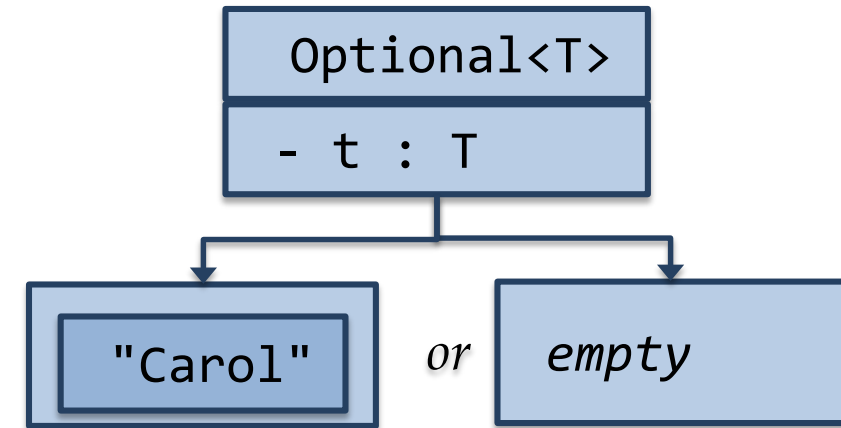 Optional<T>
- t : T
"Carol"
or
empty